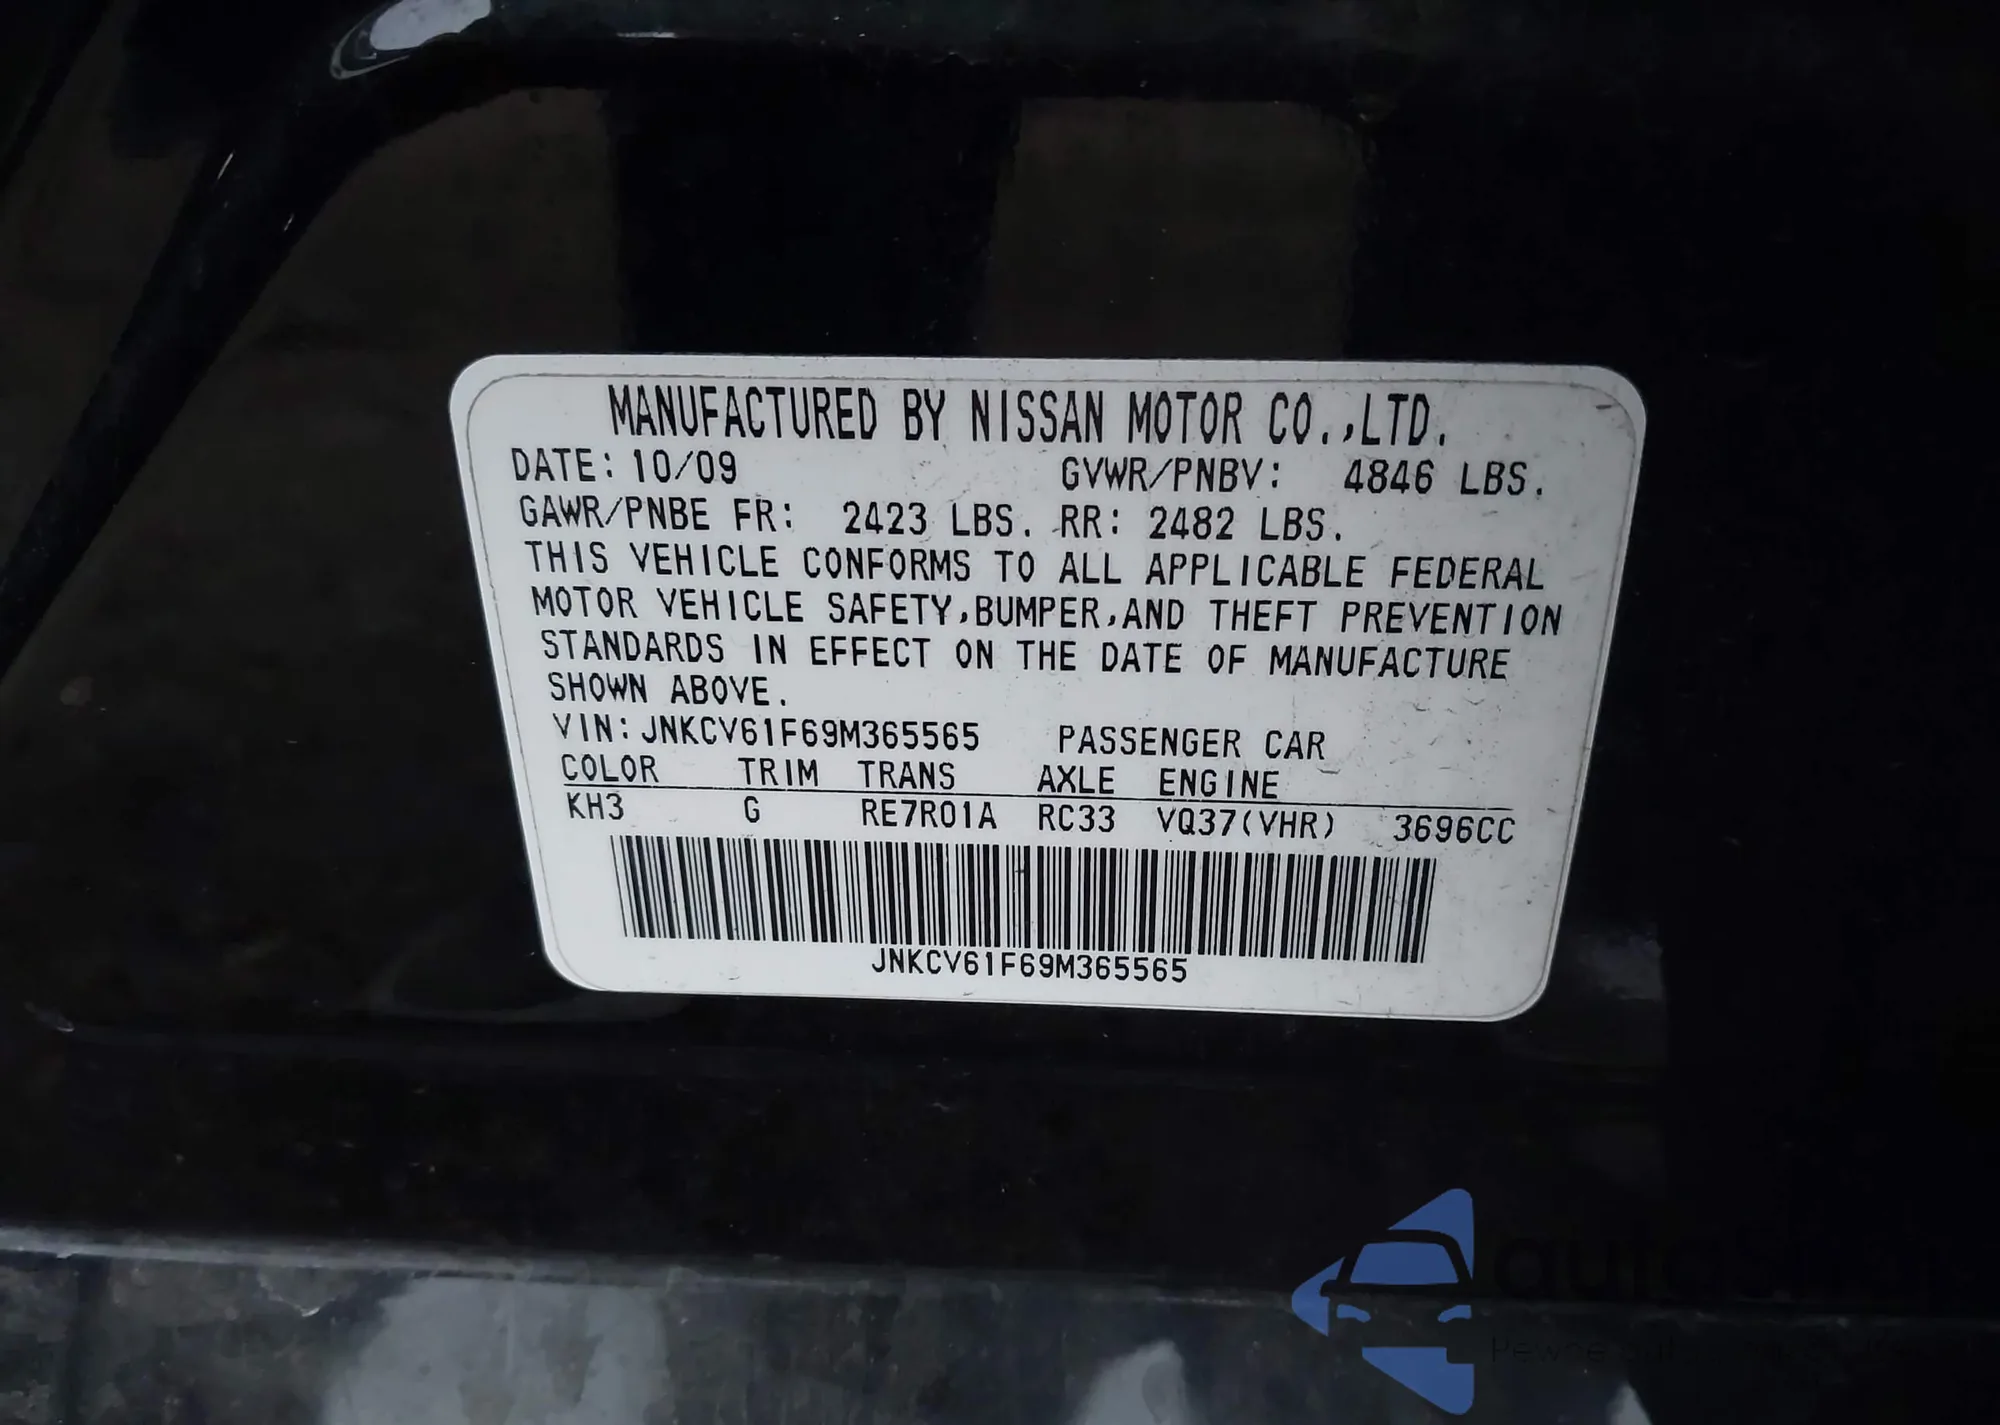 MANUFACTURED BY NISSAN MOTOR CO.,LTD.
DATE: 10/09 GVWR/PNBV: 4846 LBS.
GAWR/PNBE FR: 2423 LBS. RR: 2482 LBS.
THIS VEHICLE CONFORMS TO ALL APPLICABLE FEDERAL
MOTOR VEHICLE SAFETY,BUMPER,AND THEFT PREVENTION
STANDARDS IN EFFECT ON THE DATE OF MANUFACTURE
SHOWN ABOVE.
VIN: JNKCV61F69M365565 PASSENGER CAR
COLOR TRIM TRANS AXLE ENGINE
KH3 G RE7R01A RC33 VQ37(VHR) 3696CC
JNKCV61F69M365565